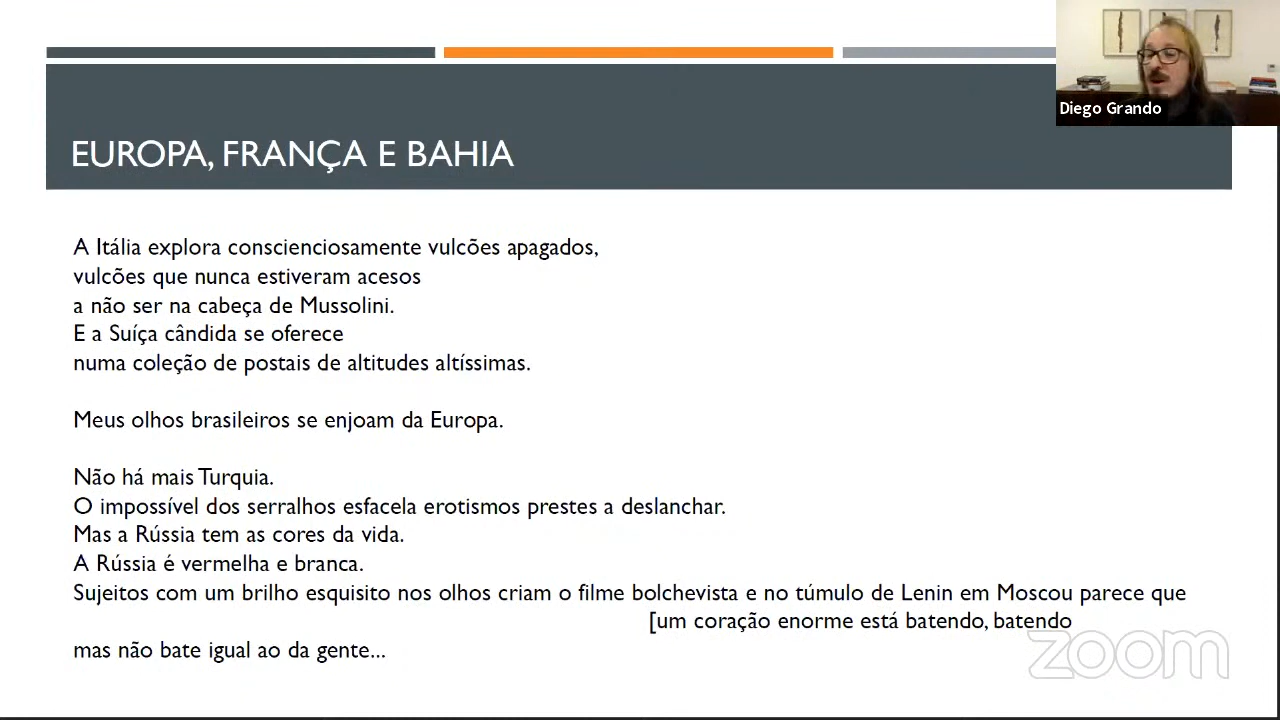 Diego Grando
EUROPA, FRANÇA E BAHIA
A Itália explora conscienciosamente vulcões apagados,
vulcões que nunca estiveram acesos
a não ser na cabeça de Mussolini.
E a Suíça cândida se oferece
numa coleção de postais de altitudes altíssimas.
Meus olhos brasileiros se enjoam da Europa.
Não há mais Turquia.
O impossível dos serralhos esfacela erotismos prestes a deslanchar.
Mas a Rússia tem as cores da vida.
A Rússia é vermelha e branca.
Sujeitos com um brilho esquisito nos olhos criam o filme bolchevista e no túmulo de Lenin em Moscou parece que
[um coração enorme está batendo, batendo
mas não bate igual ao da gente...
zoom